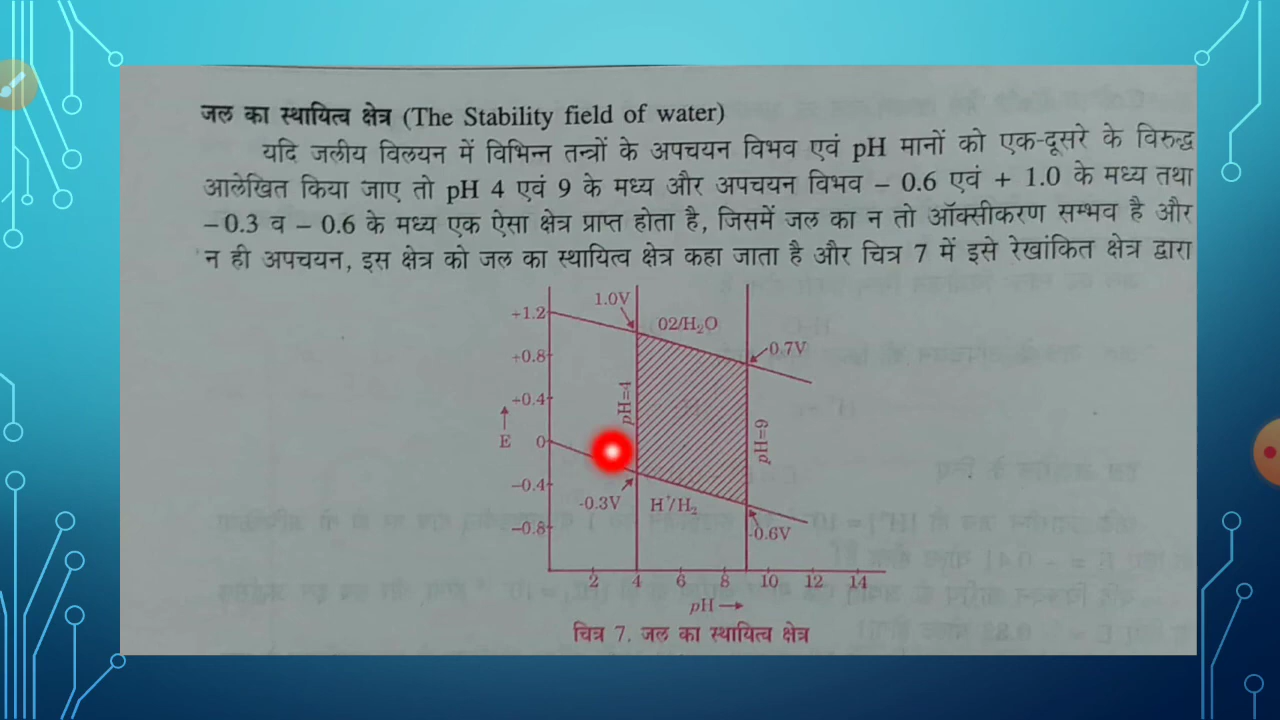 जल का स्थायित्व क्षेत्र (The Stability field of water)
यदि जलीय विलयन में विभिन्न तन्त्रों के अपचयन विभव एवं pH मानों को एक-दूसरे के विरुद्ध
आलेखित किया जाए तो pH 4 एवं 9 के मध्य और अपचयन विभव – 0.6 एवं + 1.0 के मध्य तथा
– 0.3 व – 0.6 के मध्य एक ऐसा क्षेत्र प्राप्त होता है, जिसमें जल का न तो ऑक्सीकरण सम्भव है और
न ही अपचयन, इस क्षेत्र को जल का स्थायित्व क्षेत्र कहा जाता है और चित्र 7 में इसे रेखांकित क्षेत्र द्वारा
1.0V
+1.2
02/H₂O
+0.8
0.7V
+0.4
pH=4
pH=9
E
0
–0.4
-0.3V
H⁺/H₂
–0.8
-0.6V
2 4 6 8 10 12 14
pH→
चित्र 7. जल का स्थायित्व क्षेत्र